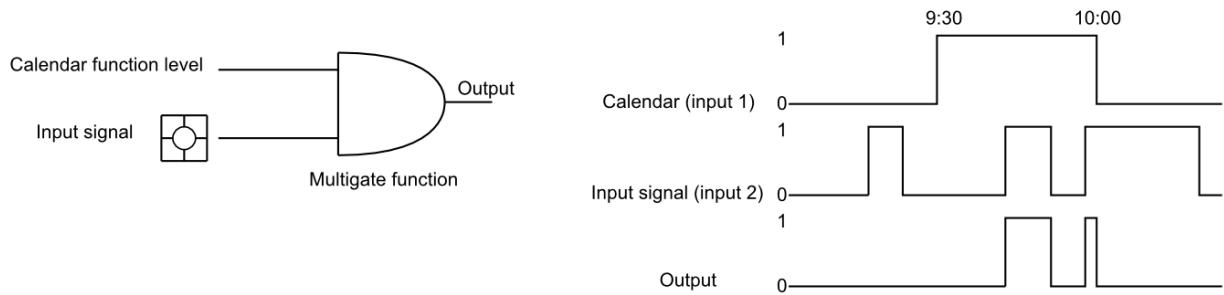 Calendar function level
Output
Input signal
Multigate function
9:30 10:00
1
Calendar (input 1) 0
1
Input signal (input 2) 0
1
Output 0